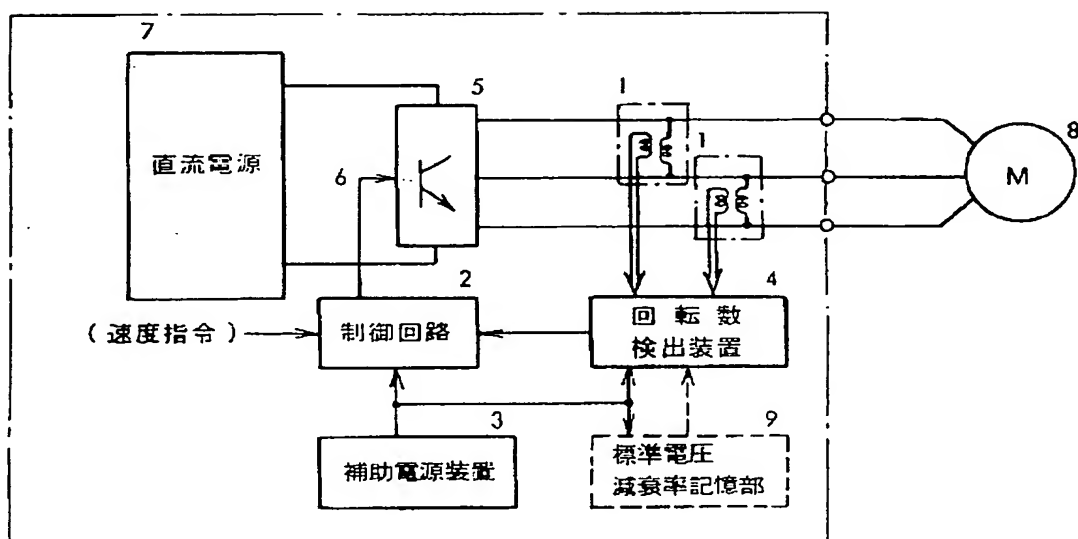 7
直流電源
5
6
1
1
8
M
2
4
(速度指令)
制御回路
回転数
検出装置
3
9
補助電源装置
標準電圧
減衰率記憶部